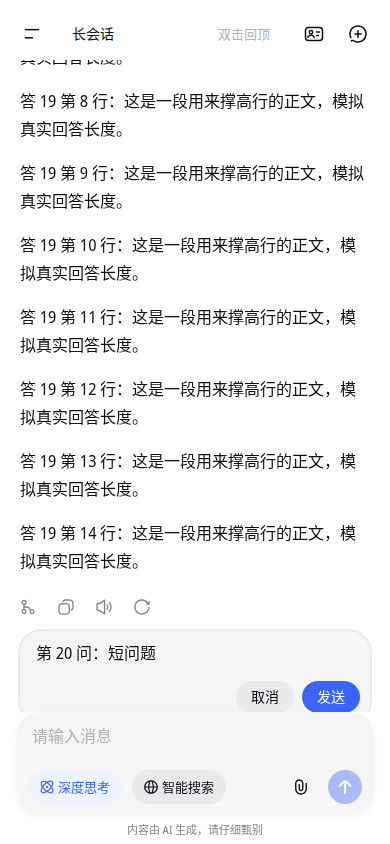 长会话
双击回顶
真实回答长度。
答 19 第 8 行：这是一段用来撑高行的正文，模拟
真实回答长度。
答 19 第 9 行：这是一段用来撑高行的正文，模拟
真实回答长度。
答 19 第 10 行：这是一段用来撑高行的正文，模
拟真实回答长度。
答 19 第 11 行：这是一段用来撑高行的正文，模
拟真实回答长度。
答 19 第 12 行：这是一段用来撑高行的正文，模
拟真实回答长度。
答 19 第 13 行：这是一段用来撑高行的正文，模
拟真实回答长度。
答 19 第 14 行：这是一段用来撑高行的正文，模
拟真实回答长度。
第 20 问：短问题
取消
发送
请输入消息
深度思考
智能搜索
内容由 AI 生成，请仔细甄别